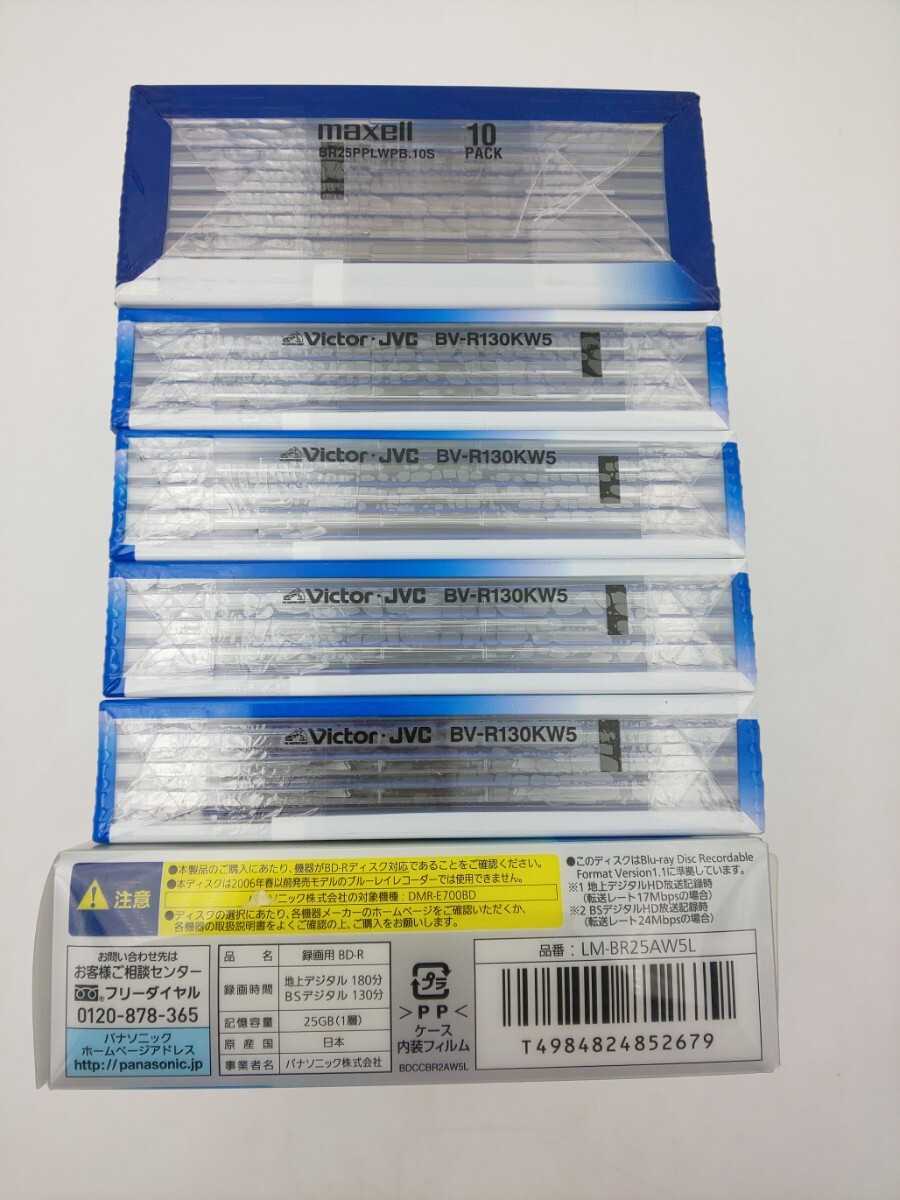 maxell
10
PACK
BR25PPLWPB.10S
Victor・JVC BV-R130KW5
Victor・JVC BV-R130KW5
Victor・JVC BV-R130KW5
Victor・JVC BV-R130KW5
注意
●本製品のご購入にあたり、機器がBD-Rディスク対応であることをご確認ください。
●本ディスクは2006年春以前発売モデルのブルーレイレコーダーでは使用できません。
ソニック株式会社の対象機種:DMR-E700BD
●ディスクの選択にあたり、各機器メーカーのホームページをご確認いただくか、
各機器の取扱説明書をよくご確認の上、ご購入をお願いします。
●このディスクはBlu-ray Disc Recordable
Format Version1.1に準拠しています。
※1 地上デジタルHD放送記録時
(転送レート17Mbpsの場合)
※2 BSデジタルHD放送記録時
(転送レート24Mbpsの場合)
お問い合わせ先は
お客様ご相談センター
フリーダイヤル
0120-878-365
パナソニック
ホームページアドレス
http://panasonic.jp
品名 録画用 BD-R
録画時間 地上デジタル 180分
BSデジタル 130分
記憶容量 25GB(1層)
原産国 日本
事業者名 パナソニック株式会社
プラ
>PP<
ケース
内装フィルム
BDCCBR2AW5L
品番:LM-BR25AW5L
T4984824852679